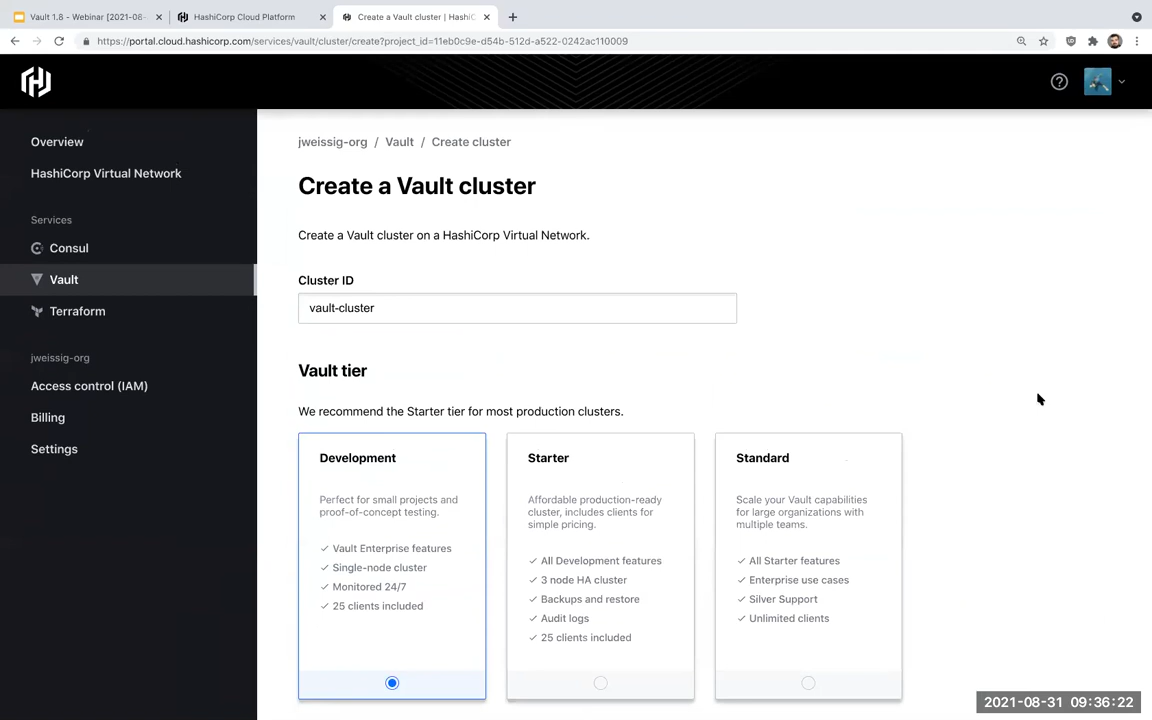 Vault 1.8 - Webinar [2021-08-
HashiCorp Cloud Platform
Create a Vault cluster | HashiC
https://portal.cloud.hashicorp.com/services/vault/cluster/create?project_id=11eb0c9e-d54b-512d-a522-0242ac110009
Overview
HashiCorp Virtual Network
Services
Consul
Vault
Terraform
jweissig-org
Access control (IAM)
Billing
Settings
jweissig-org / Vault / Create cluster
Create a Vault cluster
Create a Vault cluster on a HashiCorp Virtual Network.
Cluster ID
vault-cluster
Vault tier
We recommend the Starter tier for most production clusters.
Development
Perfect for small projects and
proof-of-concept testing.
Vault Enterprise features
Single-node cluster
Monitored 24/7
25 clients included
Starter
Affordable production-ready
cluster, includes clients for
simple pricing.
All Development features
3 node HA cluster
Backups and restore
Audit logs
25 clients included
Standard
Scale your Vault capabilities
for large organizations with
multiple teams.
All Starter features
Enterprise use cases
Silver Support
Unlimited clients
2021-08-31 09:36:22